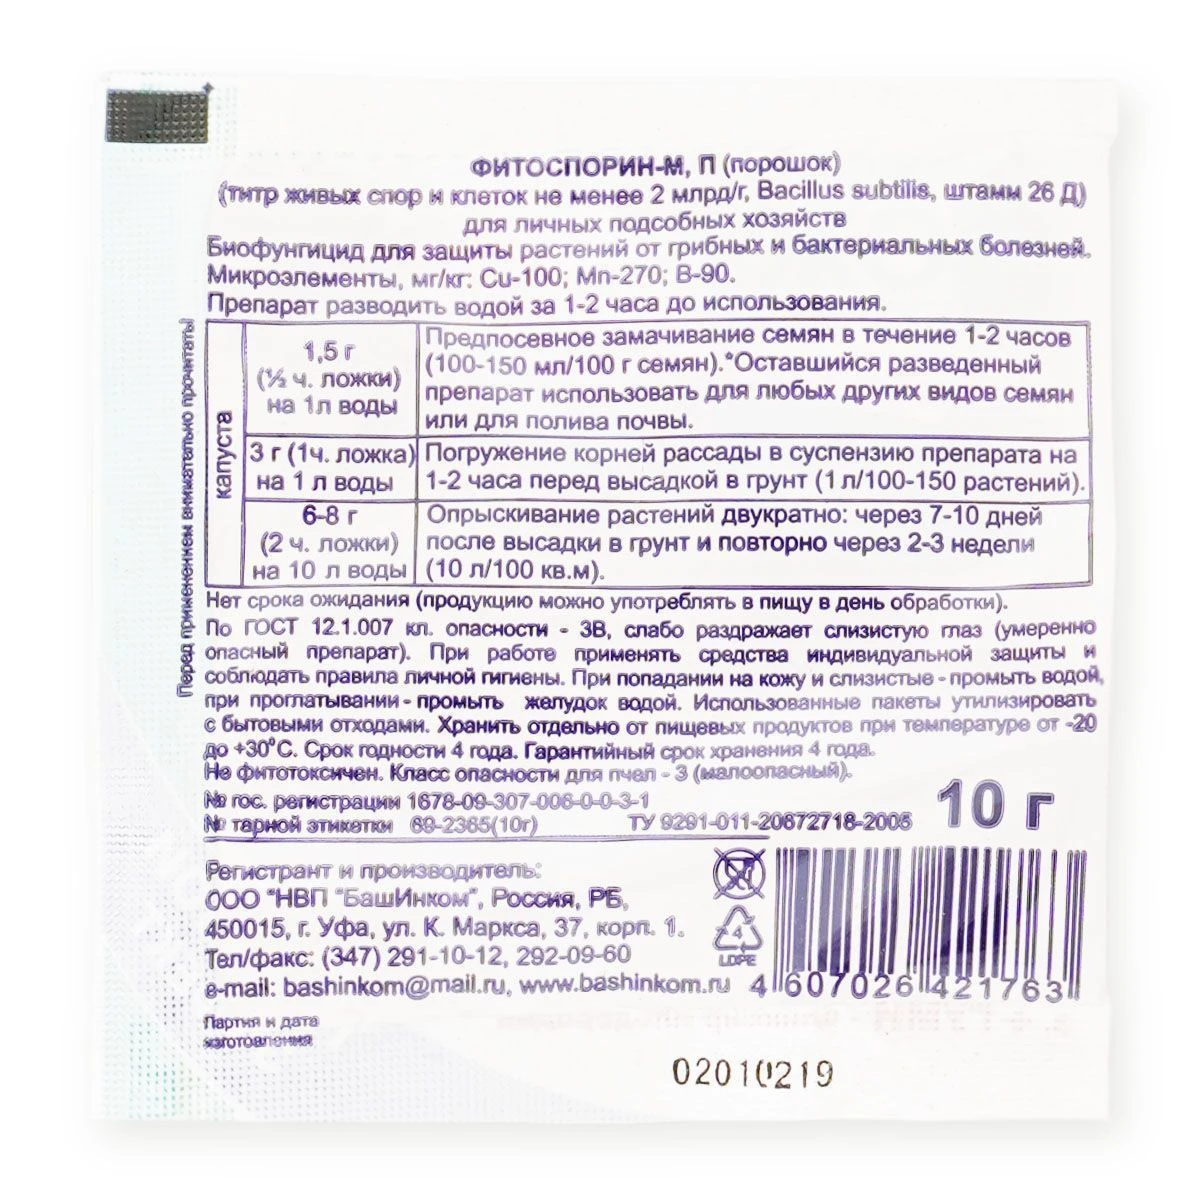 ФИТОСПОРИН-М, П (порошок)
(титр живых спор и клеток не менее 2 млрд/г, Bacillus subtilis, штамм 26 Д)
для личных подсобных хозяйств
Биофунгицид для защиты растений от грибных и бактериальных болезней.
Микроэлементы, мг/кг: Cu-100; Mn-270; B-90.
Препарат разводить водой за 1-2 часа до использования.
Перед применением внимательно прочитать!
капуста
1,5 г
(½ ч. ложки)
на 1л воды
Предпосевное замачивание семян в течение 1-2 часов
(100-150 мл/100 г семян).*Оставшийся разведенный
препарат использовать для любых других видов семян
или для полива почвы.
3 г (1ч. ложка)
на 1 л воды
Погружение корней рассады в суспензию препарата на
1-2 часа перед высадкой в грунт (1 л/100-150 растений).
6-8 г
(2 ч. ложки)
на 10 л воды
Опрыскивание растений двукратно: через 7-10 дней
после высадки в грунт и повторно через 2-3 недели
(10 л/100 кв.м).
Нет срока ожидания (продукцию можно употреблять в пищу в день обработки).
По ГОСТ 12.1.007 кл. опасности - 3В, слабо раздражает слизистую глаз (умеренно
опасный препарат). При работе применять средства индивидуальной защиты и
соблюдать правила личной гигиены. При попадании на кожу и слизистые - промыть водой,
при проглатывании - промыть желудок водой. Использованные пакеты утилизировать
с бытовыми отходами. Хранить отдельно от пищевых продуктов при температуре от -20
до +30°С. Срок годности 4 года. Гарантийный срок хранения 4 года.
Не фитотоксичен. Класс опасности для пчел - 3 (малоопасный).
№ гос. регистрации 1678-09-307-006-0-0-3-1
№ тарной этикетки 69-2365(10г)
ТУ 9291-011-20672718-2005
10 г
Регистрант и производитель:
ООО "НВП "БашИнком", Россия, РБ,
450015, г. Уфа, ул. К. Маркса, 37, корп. 1.
Тел/факс: (347) 291-10-12, 292-09-60
e-mail: bashinkom@mail.ru, www.bashinkom.ru
4
LDPE
4 607026 421763
Партия и дата
изготовления
02010219